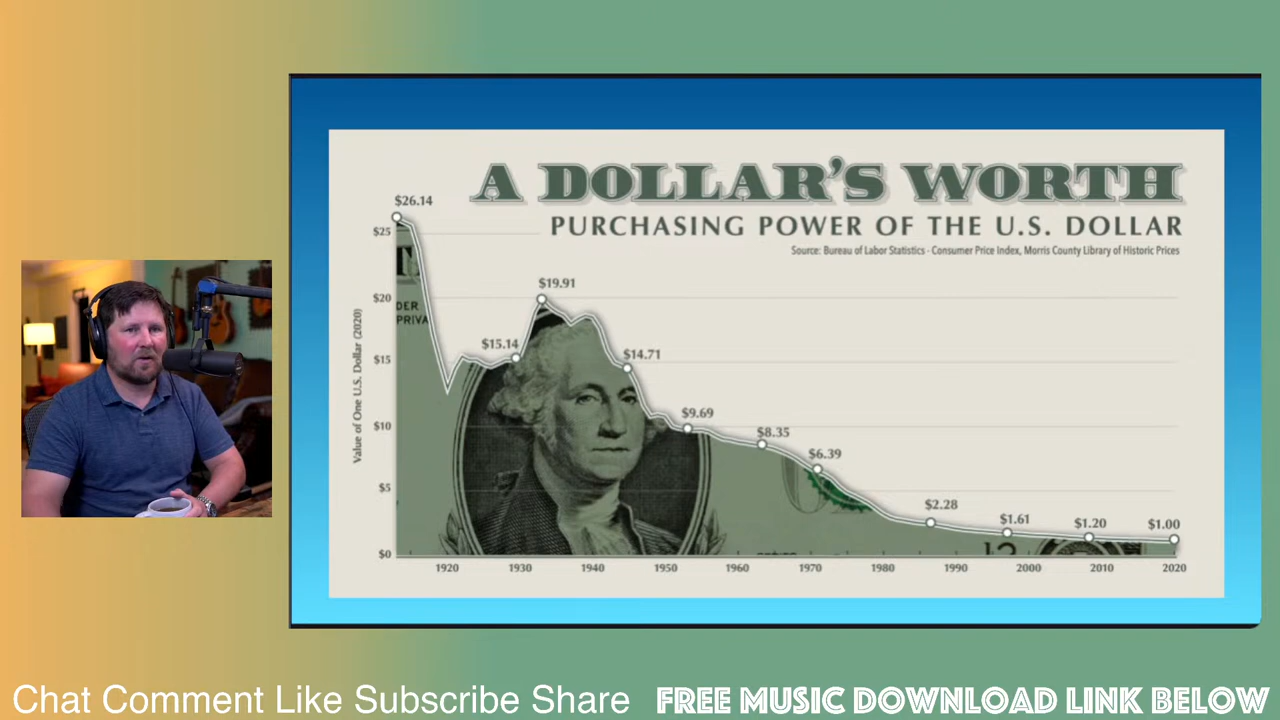 A DOLLAR'S WORTH
PURCHASING POWER OF THE U.S. DOLLAR
Source: Bureau of Labor Statistics - Consumer Price Index, Morris County Library of Historic Prices
Value of One U.S. Dollar (2020)
$25
$20
$15
$10
$5
$0
$26.14
$15.14
$19.91
$14.71
$9.69
$8.35
$6.39
$2.28
$1.61
$1.20
$1.00
DER
PRIVA
12
1920 1930 1940 1950 1960 1970 1980 1990 2000 2010 2020
Chat Comment Like Subscribe Share
FREE MUSIC DOWNLOAD LINK BELOW